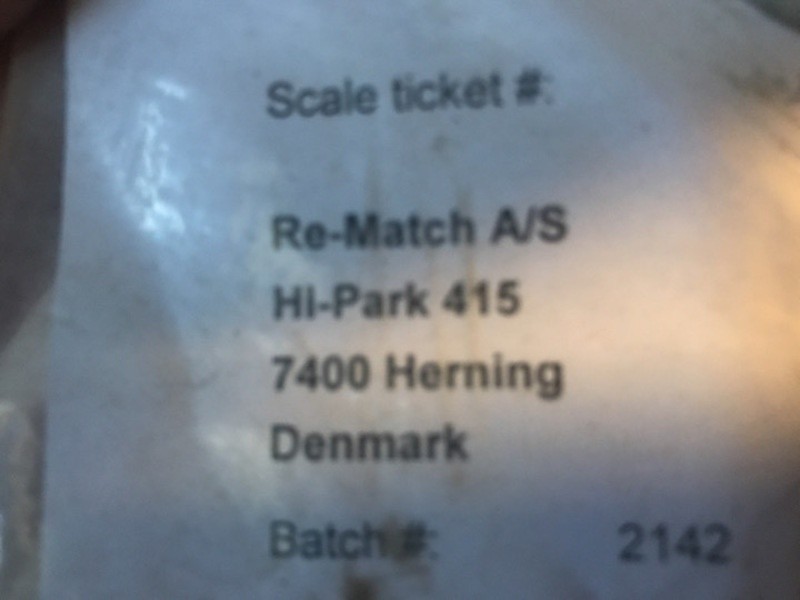 Scale ticket #:
Re-Match A/S
HI-Park 415
7400 Herning
Denmark
Batch #: 2142